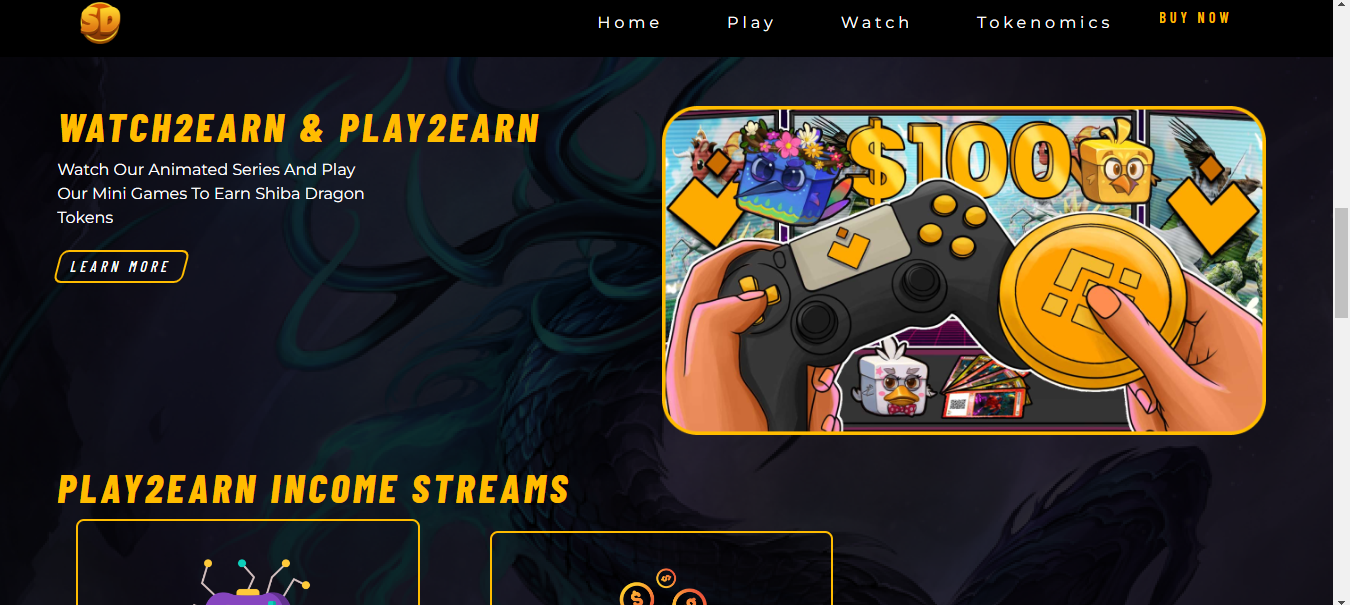 SD
Home Play Watch Tokenomics BUY NOW
WATCH2EARN & PLAY2EARN
Watch Our Animated Series And Play
Our Mini Games To Earn Shiba Dragon
Tokens
LEARN MORE
$100
PLAY2EARN INCOME STREAMS